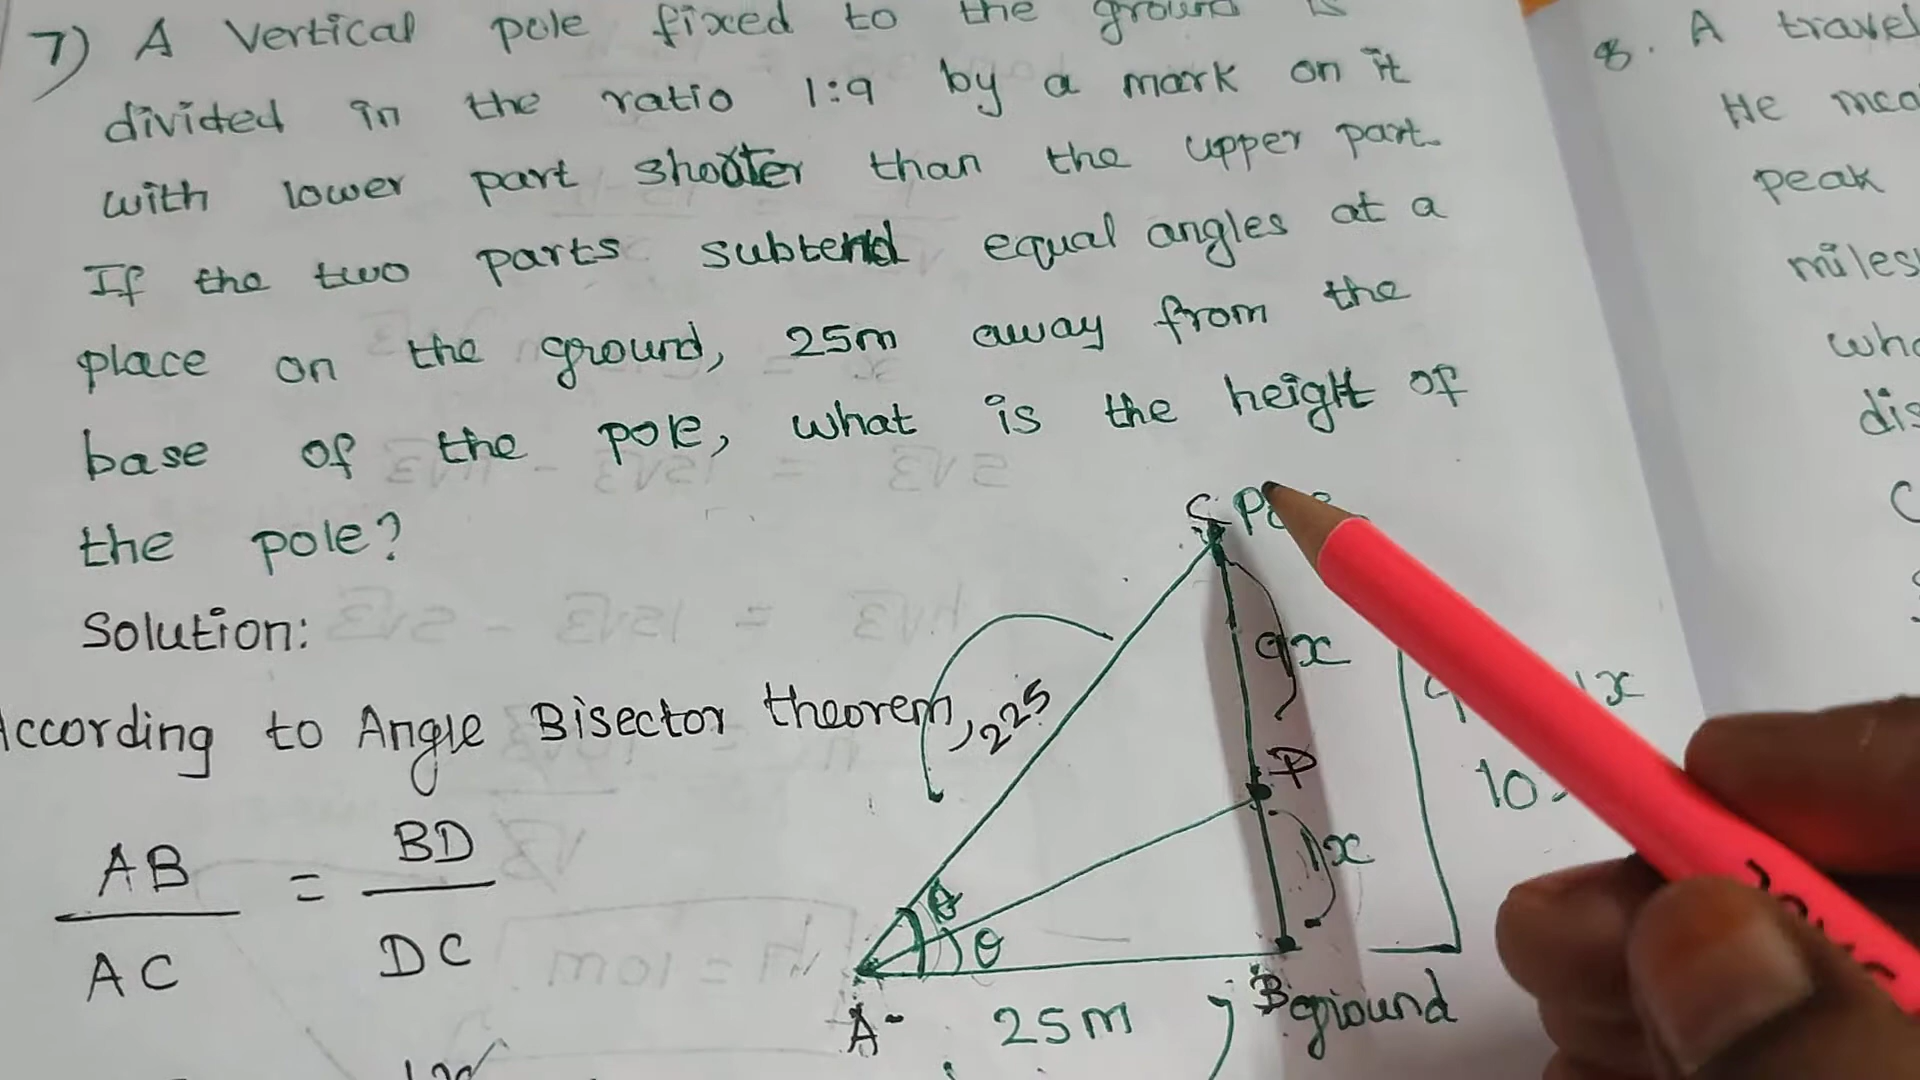 7) A Vertical pole fixed to the ground is
divided in the ratio 1:9 by a mark on it
with lower part shorter than the upper part.
If the two parts subtend equal angles at a
place on the ground, 25m away from the
base of the pole, what is the height of
the pole?
Solution:
According to Angle Bisector theorem,
AB
AC
=
BD
DC
C
9x
225
x
10
P
1x
θ
θ
A
25m
B ground
8. A travel
He mea
peak
miles
wha
dis